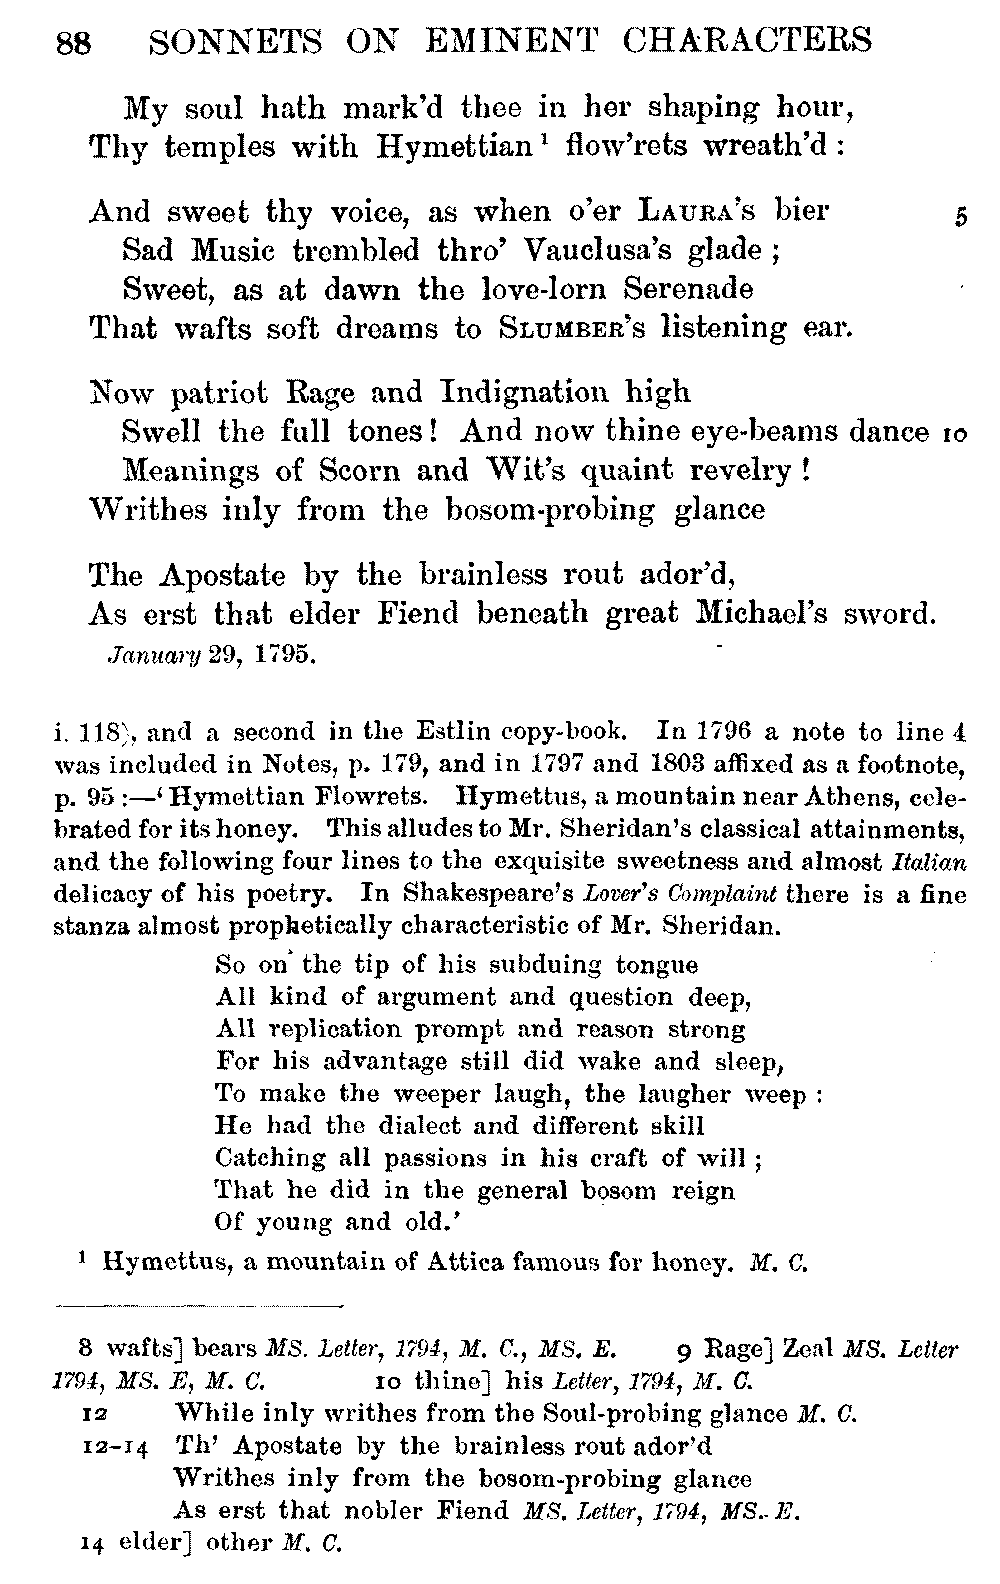 88 SONNETS ON EMINENT CHARACTERS
My soul hath mark'd thee in her shaping hour,
Thy temples with Hymettian ¹ flow'rets wreath'd :
And sweet thy voice, as when o'er LAURA's bier 5
Sad Music trembled thro' Vauclusa's glade ;
Sweet, as at dawn the love-lorn Serenade
That wafts soft dreams to SLUMBER's listening ear.
Now patriot Rage and Indignation high
Swell the full tones! And now thine eye-beams dance 10
Meanings of Scorn and Wit's quaint revelry !
Writhes inly from the bosom-probing glance
The Apostate by the brainless rout ador'd,
As erst that elder Fiend beneath great Michael's sword.
January 29, 1795.
i. 118), and a second in the Estlin copy-book. In 1796 a note to line 4
was included in Notes, p. 179, and in 1797 and 1803 affixed as a footnote,
p. 95 :—'Hymettian Flowrets. Hymettus, a mountain near Athens, cele-
brated for its honey. This alludes to Mr. Sheridan's classical attainments,
and the following four lines to the exquisite sweetness and almost Italian
delicacy of his poetry. In Shakespeare's Lover's Complaint there is a fine
stanza almost prophetically characteristic of Mr. Sheridan.
So on the tip of his subduing tongue
All kind of argument and question deep,
All replication prompt and reason strong
For his advantage still did wake and sleep,
To make the weeper laugh, the laugher weep :
He had the dialect and different skill
Catching all passions in his craft of will ;
That he did in the general bosom reign
Of young and old.'
¹ Hymettus, a mountain of Attica famous for honey. M. C.
8 wafts] bears MS. Letter, 1794, M. C., MS. E. 9 Rage] Zeal MS. Letter
1794, MS. E, M. C. 10 thine] his Letter, 1794, M. C.
12 While inly writhes from the Soul-probing glance M. C.
12-14 Th' Apostate by the brainless rout ador'd
Writhes inly from the bosom-probing glance
As erst that nobler Fiend MS. Letter, 1794, MS. E.
14 elder] other M. C.